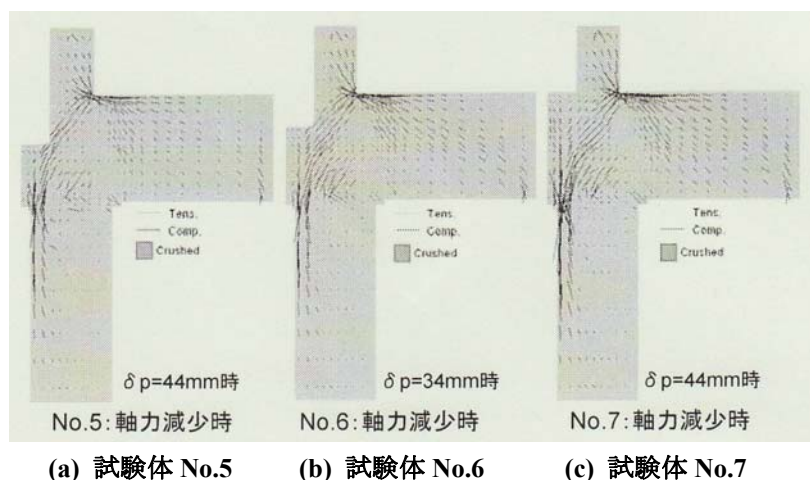 Tens.
Comp.
Crushed
δp=44mm時
No.5:軸力減少時
Tens.
Comp.
Crushed
δp=34mm時
No.6:軸力減少時
Tens.
Comp.
Crushed
δp=44mm時
No.7:軸力減少時
(a) 試験体 No.5
(b) 試験体 No.6
(c) 試験体 No.7